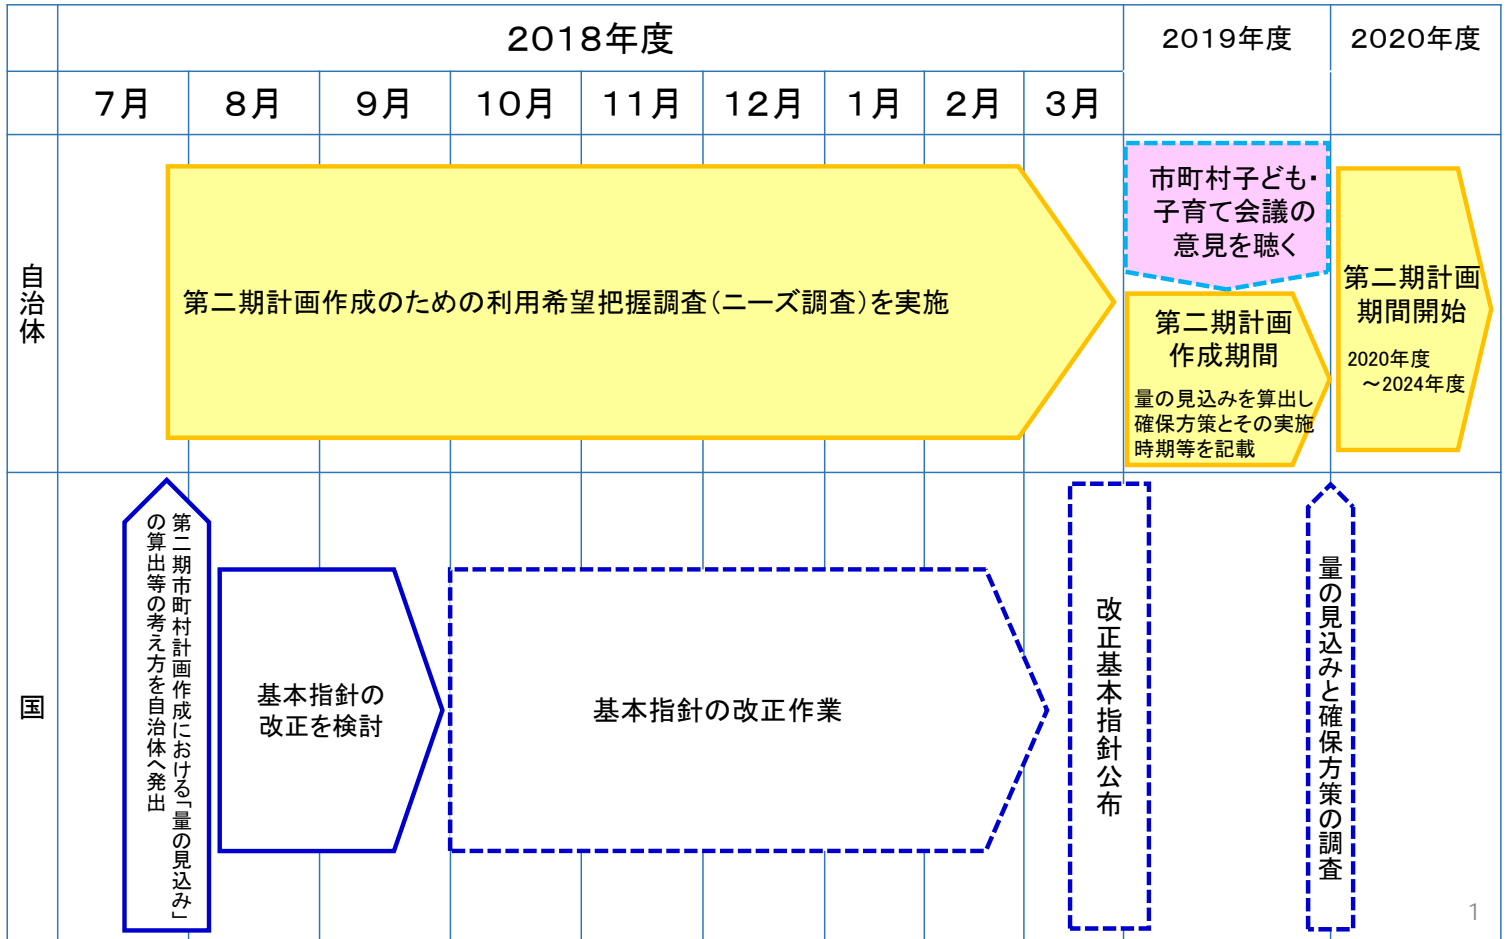 2018年度
2019年度
2020年度
7月
8月
9月
10月
11月
12月
1月
2月
3月
自治体
第二期計画作成のための利用希望把握調査（ニーズ調査）を実施
市町村子ども・
子育て会議の
意見を聴く
第二期計画
作成期間
量の見込みを算出し
確保方策とその実施
時期等を記載
第二期計画
期間開始
2020年度
～2024年度
国
第二期市町村計画作成における「量の見込み」
の算出等の考え方を自治体へ発出
基本指針の
改正を検討
基本指針の改正作業
改正基本指針公布
量の見込みと確保方策の調査
1